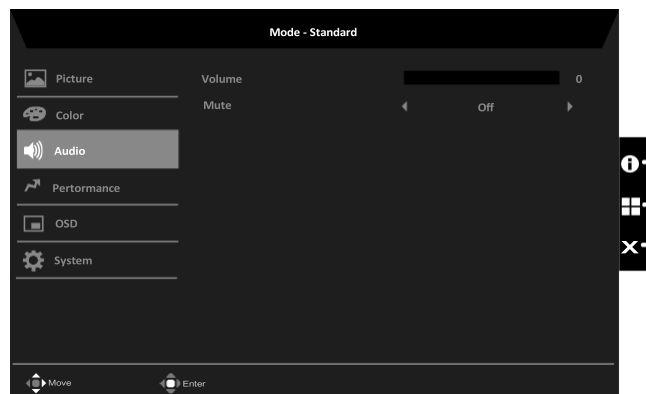 Mode - Standard
Picture
Volume 0
Color
Mute Off
Audio
Pertormance
OSD
System
Move Enter